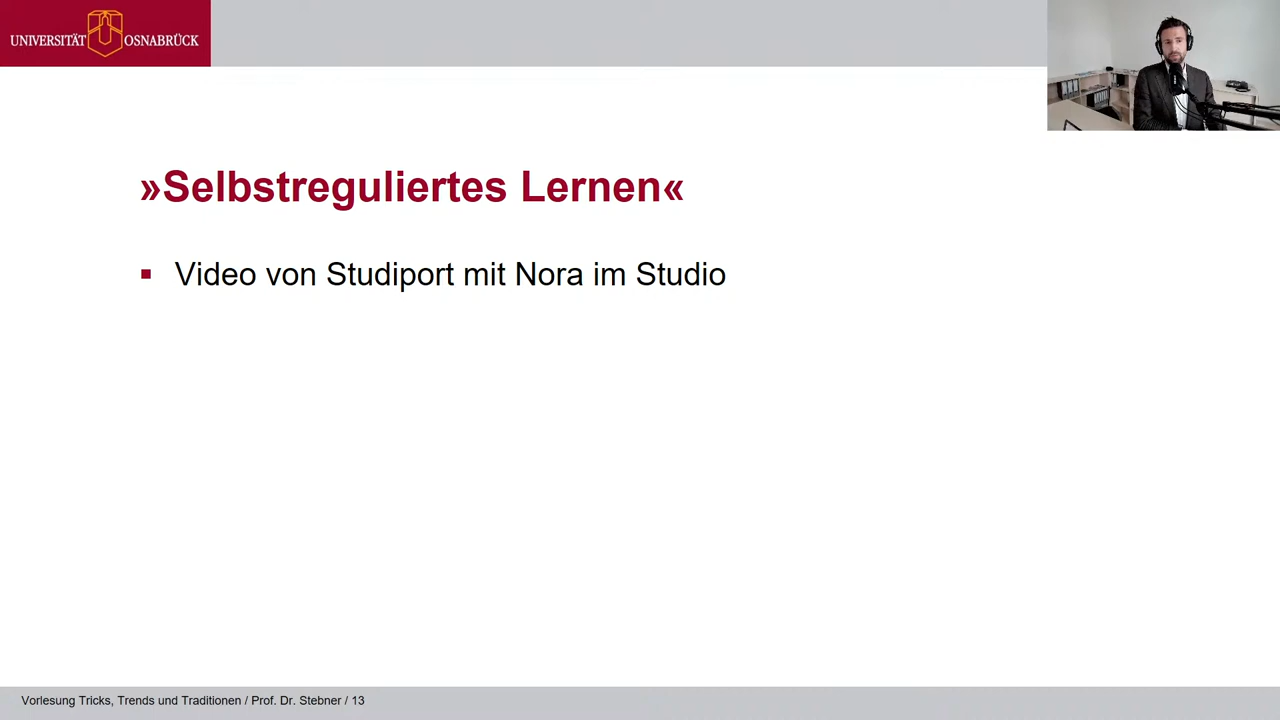 UNIVERSITÄT OSNABRÜCK
»Selbstreguliertes Lernen«
Video von Studiport mit Nora im Studio
Vorlesung Tricks, Trends und Traditionen / Prof. Dr. Stebner / 13